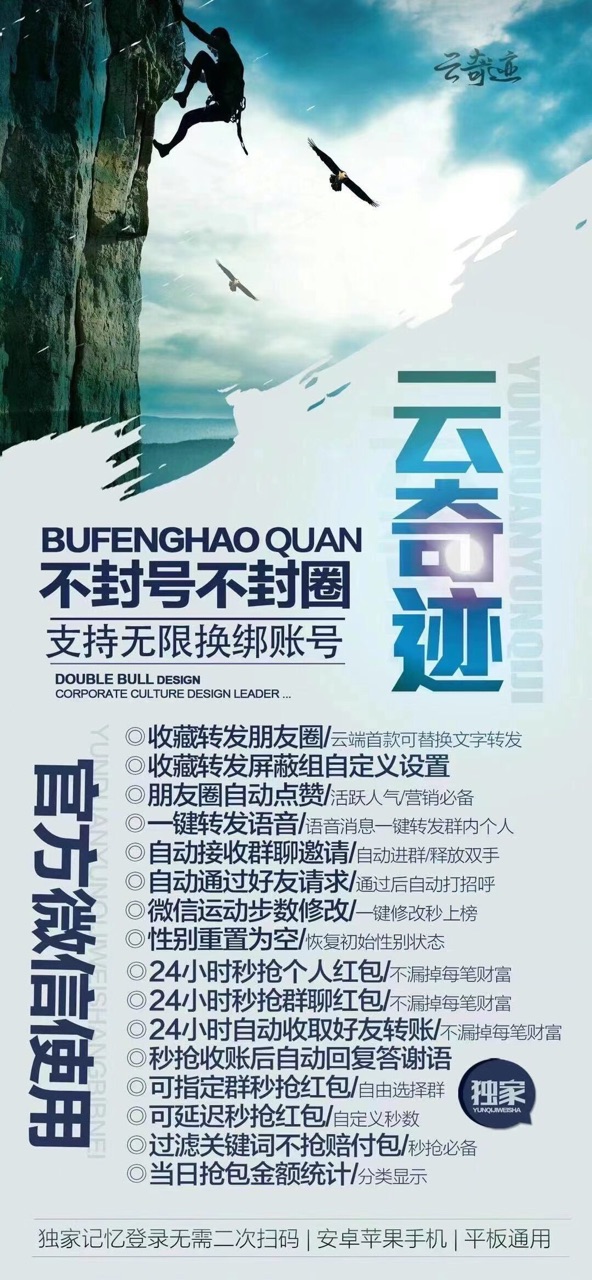 云奇迹
云奇迹
YUNDUANYUNQIJI
BUFENGHAO QUAN
不封号不封圈
支持无限换绑账号
DOUBLE BULL DESIGN
CORPORATE CULTURE DESIGN LEADER ...
官方微信使用
◎收藏转发朋友圈/云端首款可替换文字转发
◎收藏转发屏蔽组自定义设置
◎朋友圈自动点赞/活跃人气/营销必备
◎一键转发语音/语音消息一键转发群内个人
◎自动接收群聊邀请/自动进群/释放双手
◎自动通过好友请求/通过后自动打招呼
◎微信运动步数修改/一键修改秒上榜
◎性别重置为空/恢复初始性别状态
◎24小时秒抢个人红包/不漏掉每笔财富
◎24小时秒抢群聊红包/不漏掉每笔财富
◎24小时自动收取好友转账/不漏掉每笔财富
◎秒抢收账后自动回复答谢语
◎可指定群秒抢红包/自由选择群
◎可延迟秒抢红包/自定义秒数
◎过滤关键词不抢赔付包/秒抢必备
◎当日抢包金额统计/分类显示
独家
YUNQIJIWEISHA
独家记忆登录无需二次扫码 | 安卓苹果手机 | 平板通用